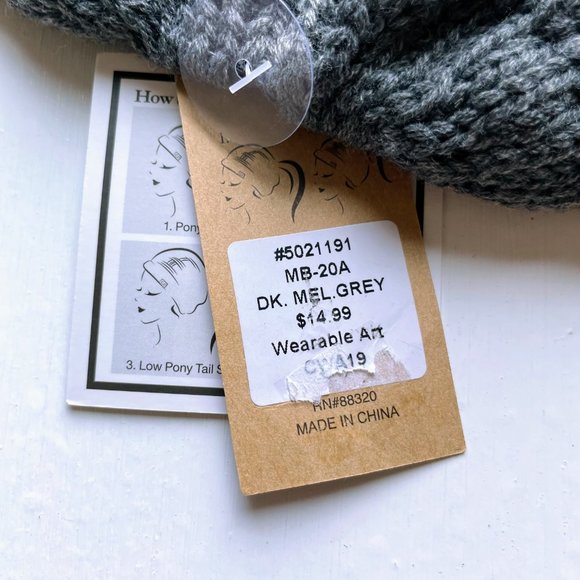 How
1. Pony
3. Low Pony Tail S
#5021191
MB-20A
DK. MEL.GREY
$14.99
Wearable Art
19
RN#88320
MADE IN CHINA